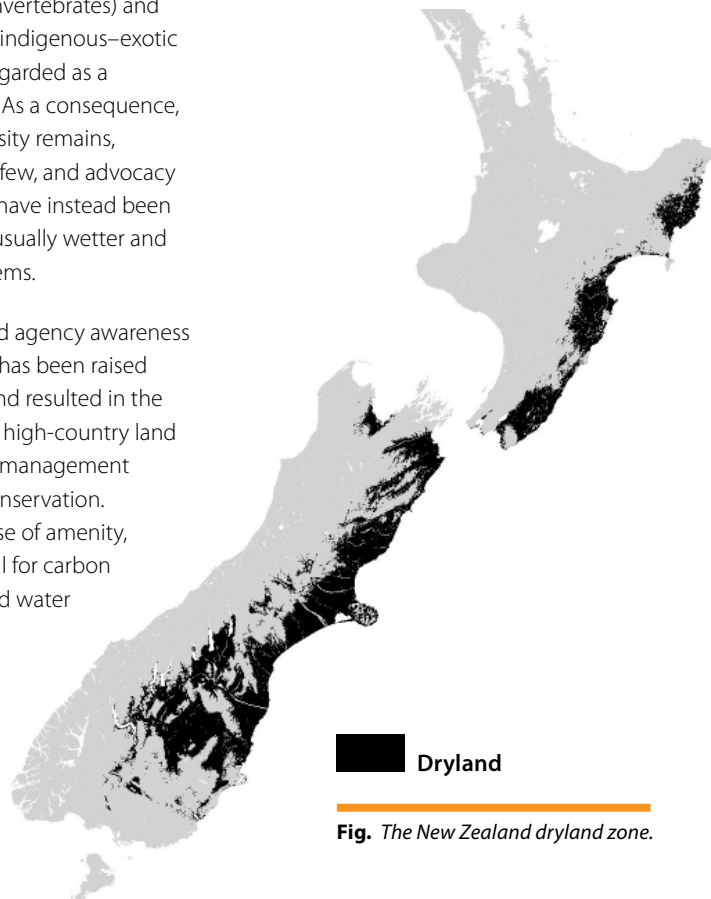 nvertebrates) and
indigenous–exotic
garded as a
As a consequence,
sity remains,
few, and advocacy
have instead been
usually wetter and
ems.
d agency awareness
has been raised
nd resulted in the
high-country land
management
nservation.
se of amenity,
l for carbon
d water
Dryland
Fig. The New Zealand dryland zone.